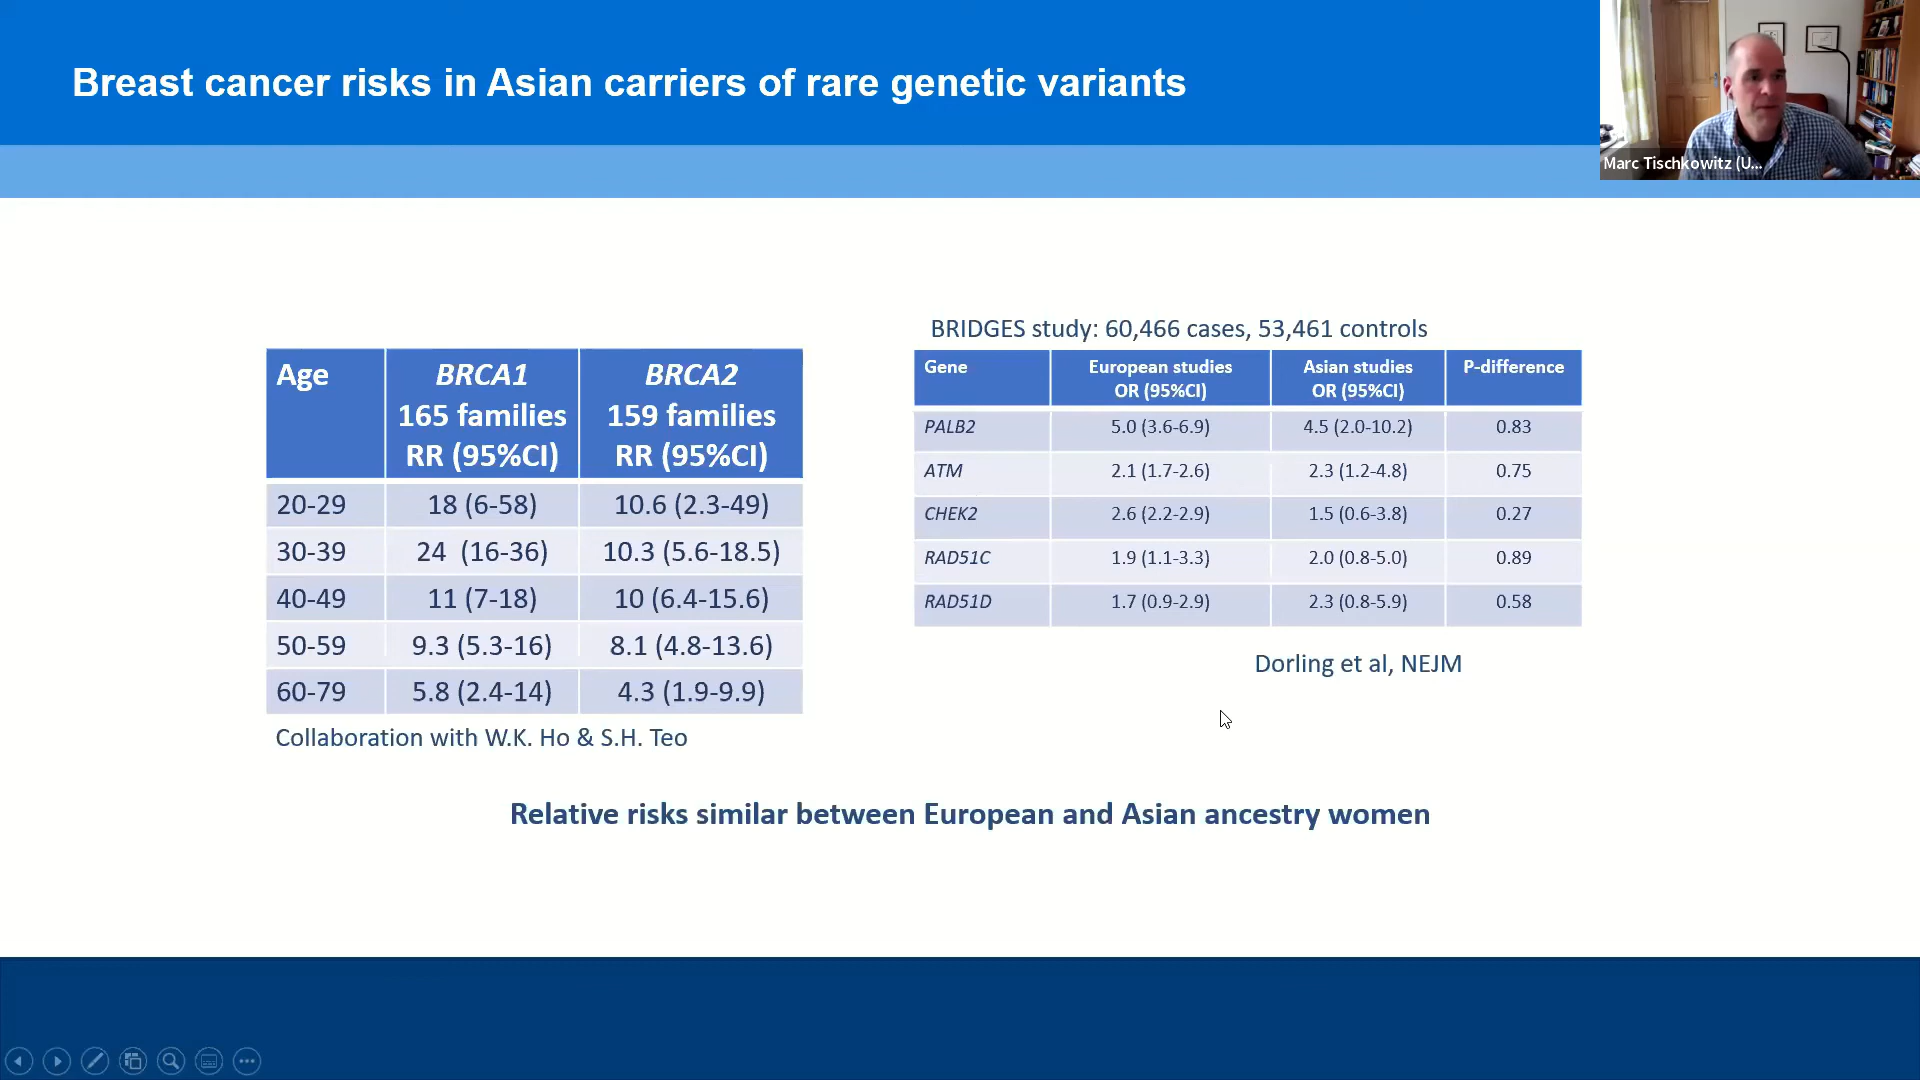 Breast cancer risks in Asian carriers of rare genetic variants
Marc Tischkowitz (U...
Age BRCA1 BRCA2
165 families 159 families
RR (95%CI) RR (95%CI)
20-29 18 (6-58) 10.6 (2.3-49)
30-39 24 (16-36) 10.3 (5.6-18.5)
40-49 11 (7-18) 10 (6.4-15.6)
50-59 9.3 (5.3-16) 8.1 (4.8-13.6)
60-79 5.8 (2.4-14) 4.3 (1.9-9.9)
Collaboration with W.K. Ho & S.H. Teo
BRIDGES study: 60,466 cases, 53,461 controls
Gene European studies Asian studies P-difference
OR (95%CI) OR (95%CI)
PALB2 5.0 (3.6-6.9) 4.5 (2.0-10.2) 0.83
ATM 2.1 (1.7-2.6) 2.3 (1.2-4.8) 0.75
CHEK2 2.6 (2.2-2.9) 1.5 (0.6-3.8) 0.27
RAD51C 1.9 (1.1-3.3) 2.0 (0.8-5.0) 0.89
RAD51D 1.7 (0.9-2.9) 2.3 (0.8-5.9) 0.58
Dorling et al, NEJM
Relative risks similar between European and Asian ancestry women